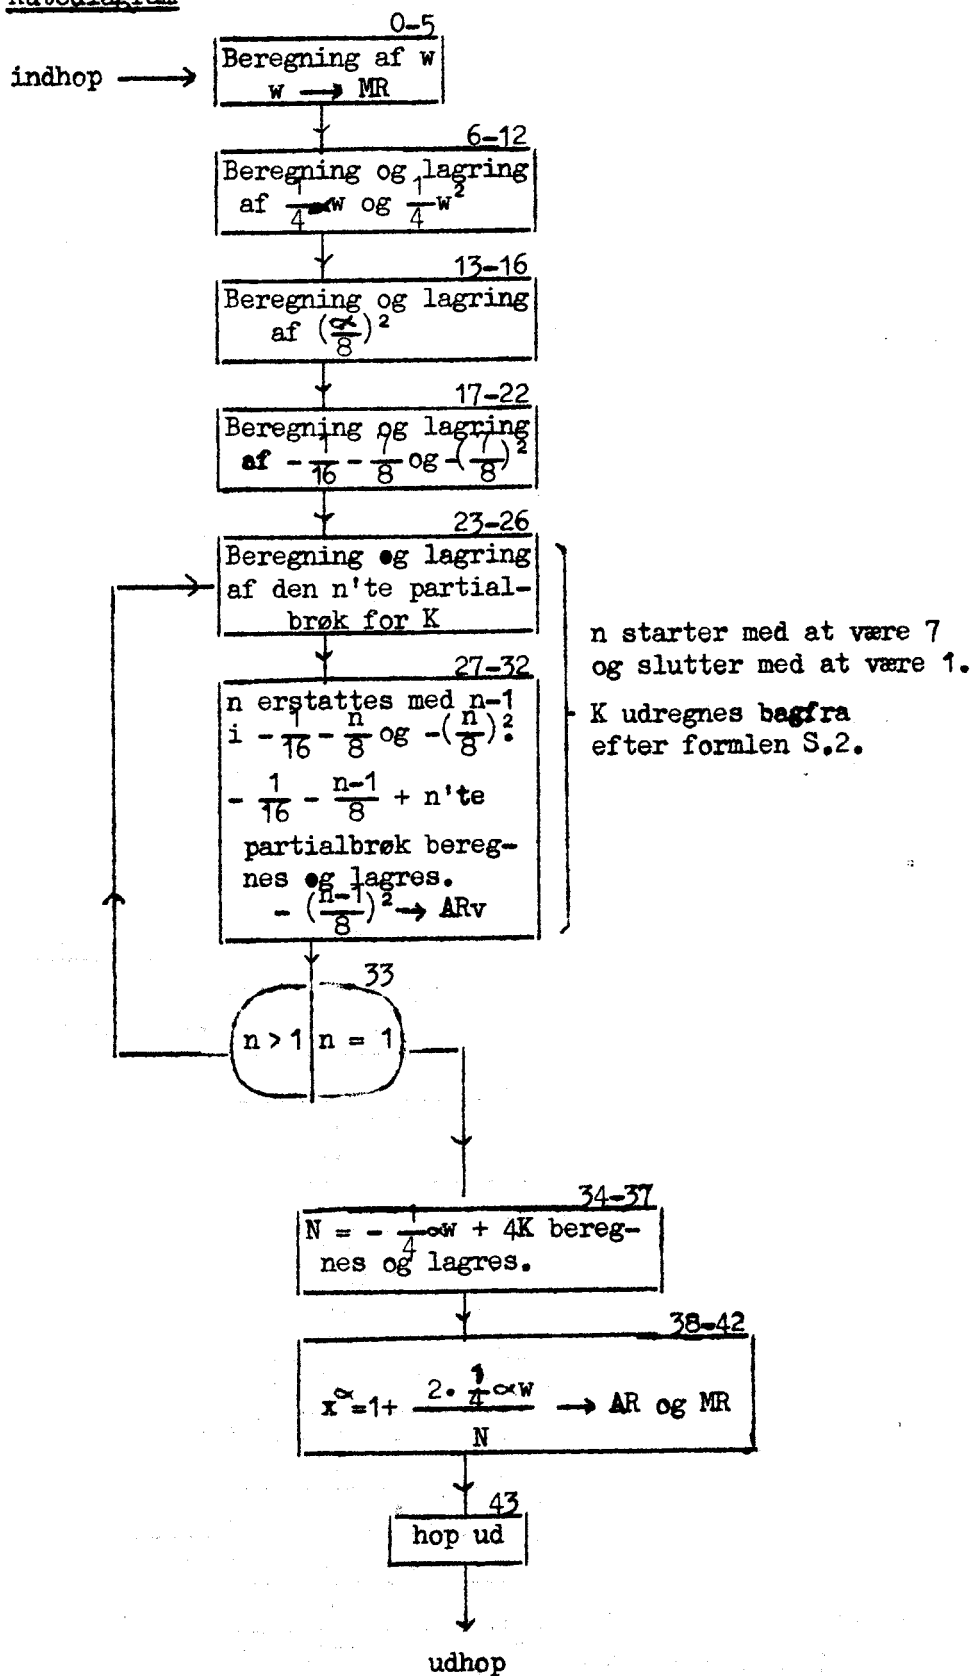 Rutediagram
0-5
indhop
Beregning af w
w → MR
6-12
Beregning og lagring
af 1/4 αw og 1/4 w²
13-16
Beregning og lagring
af (α/8)²
17-22
Beregning og lagring
af - 1/16 - 7/8 og -(7/8)²
23-26
Beregning og lagring
af den n'te partial-
brøk for K
27-32
n erstattes med n-1
i - 1/16 - n/8 og -(n/8)².
- 1/16 - n-1/8 + n'te
partialbrøk bereg-
nes og lagres.
- (n-1/8)² → ARv
n starter med at være 7
og slutter med at være 1.
K udregnes bagfra
efter formlen S.2.
33
n > 1 n = 1
34-37
N = - 1/4 αw + 4K bereg-
nes og lagres.
38-42
x^α = 1 + 2. 1/4 αw / N → AR og MR
43
hop ud
udhop